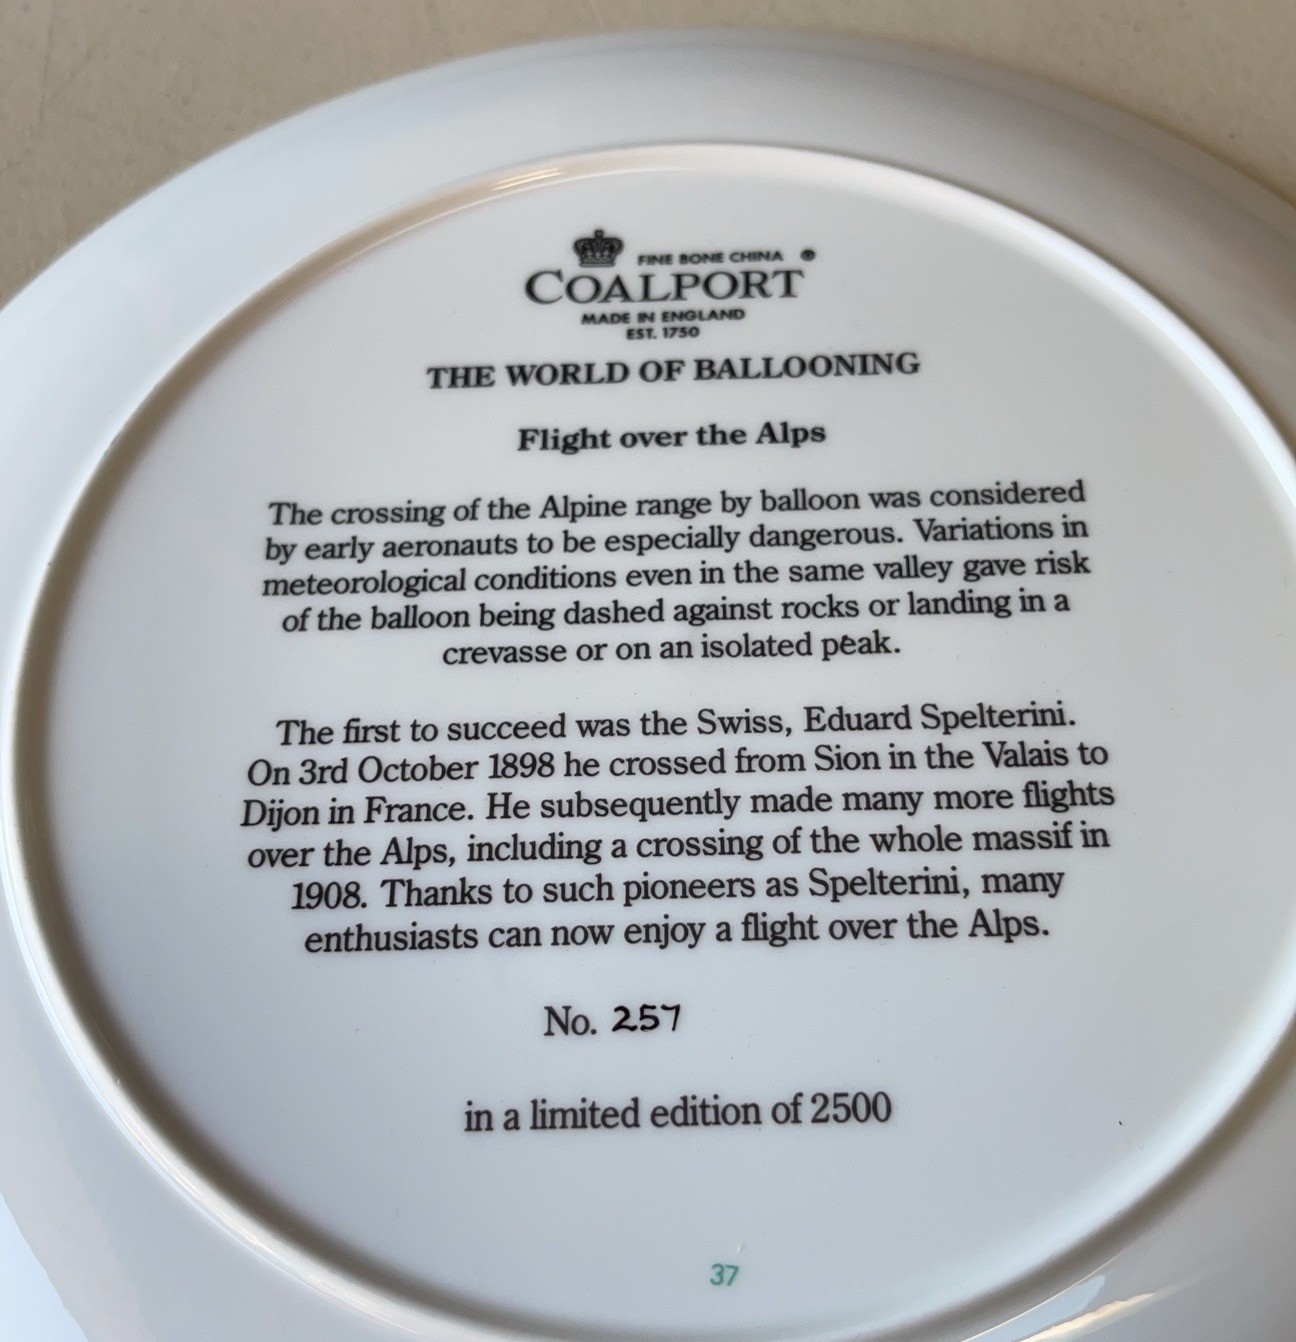 FINE BONE CHINA ®
COALPORT
MADE IN ENGLAND
EST. 1750
THE WORLD OF BALLOONING
Flight over the Alps
The crossing of the Alpine range by balloon was considered
by early aeronauts to be especially dangerous. Variations in
meteorological conditions even in the same valley gave risk
of the balloon being dashed against rocks or landing in a
crevasse or on an isolated peak.
The first to succeed was the Swiss, Eduard Spelterini.
On 3rd October 1898 he crossed from Sion in the Valais to
Dijon in France. He subsequently made many more flights
over the Alps, including a crossing of the whole massif in
1908. Thanks to such pioneers as Spelterini, many
enthusiasts can now enjoy a flight over the Alps.
No. 257
in a limited edition of 2500
37